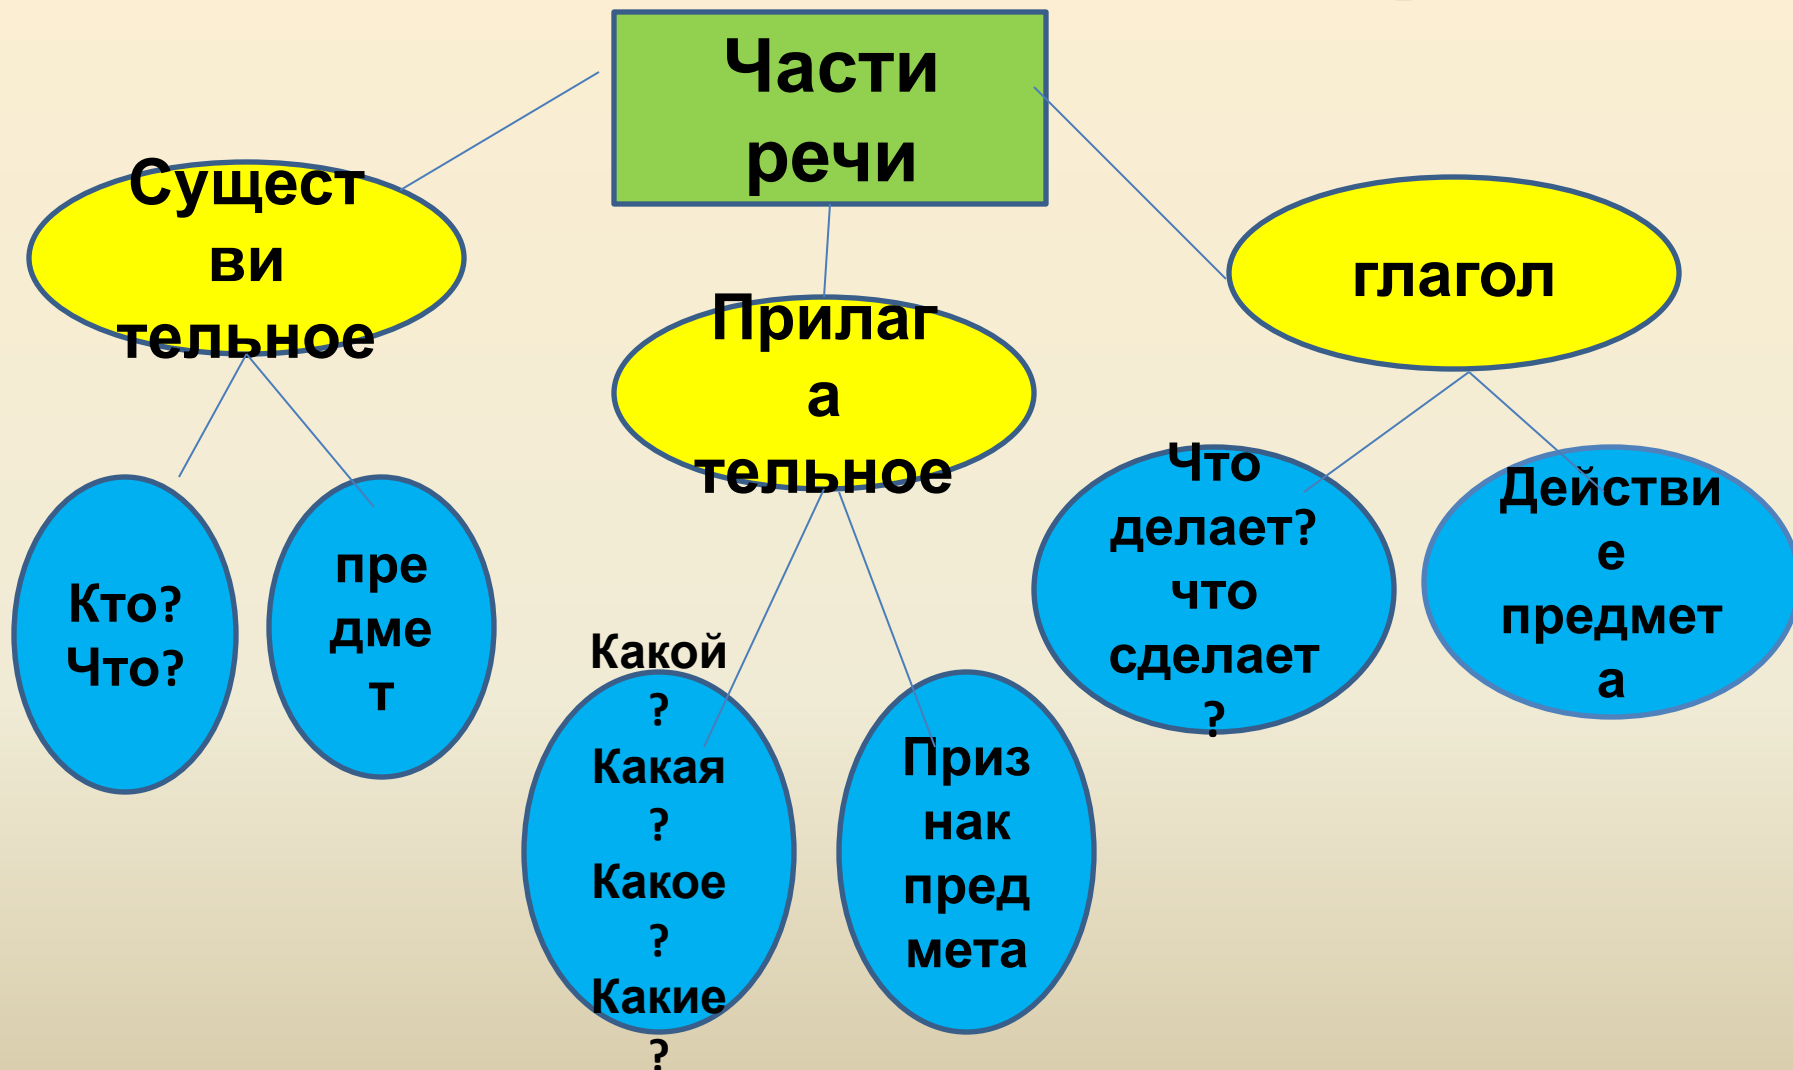 Части
речи
Сущест
ви
тельное
Прилаг
а
тельное
глагол
Кто?
Что?
пре
дме
т
Какой
?
Какая
?
Какое
?
Какие
?
Приз
нак
пред
мета
Что
делает?
что
сделает
?
Действи
е
предмет
а